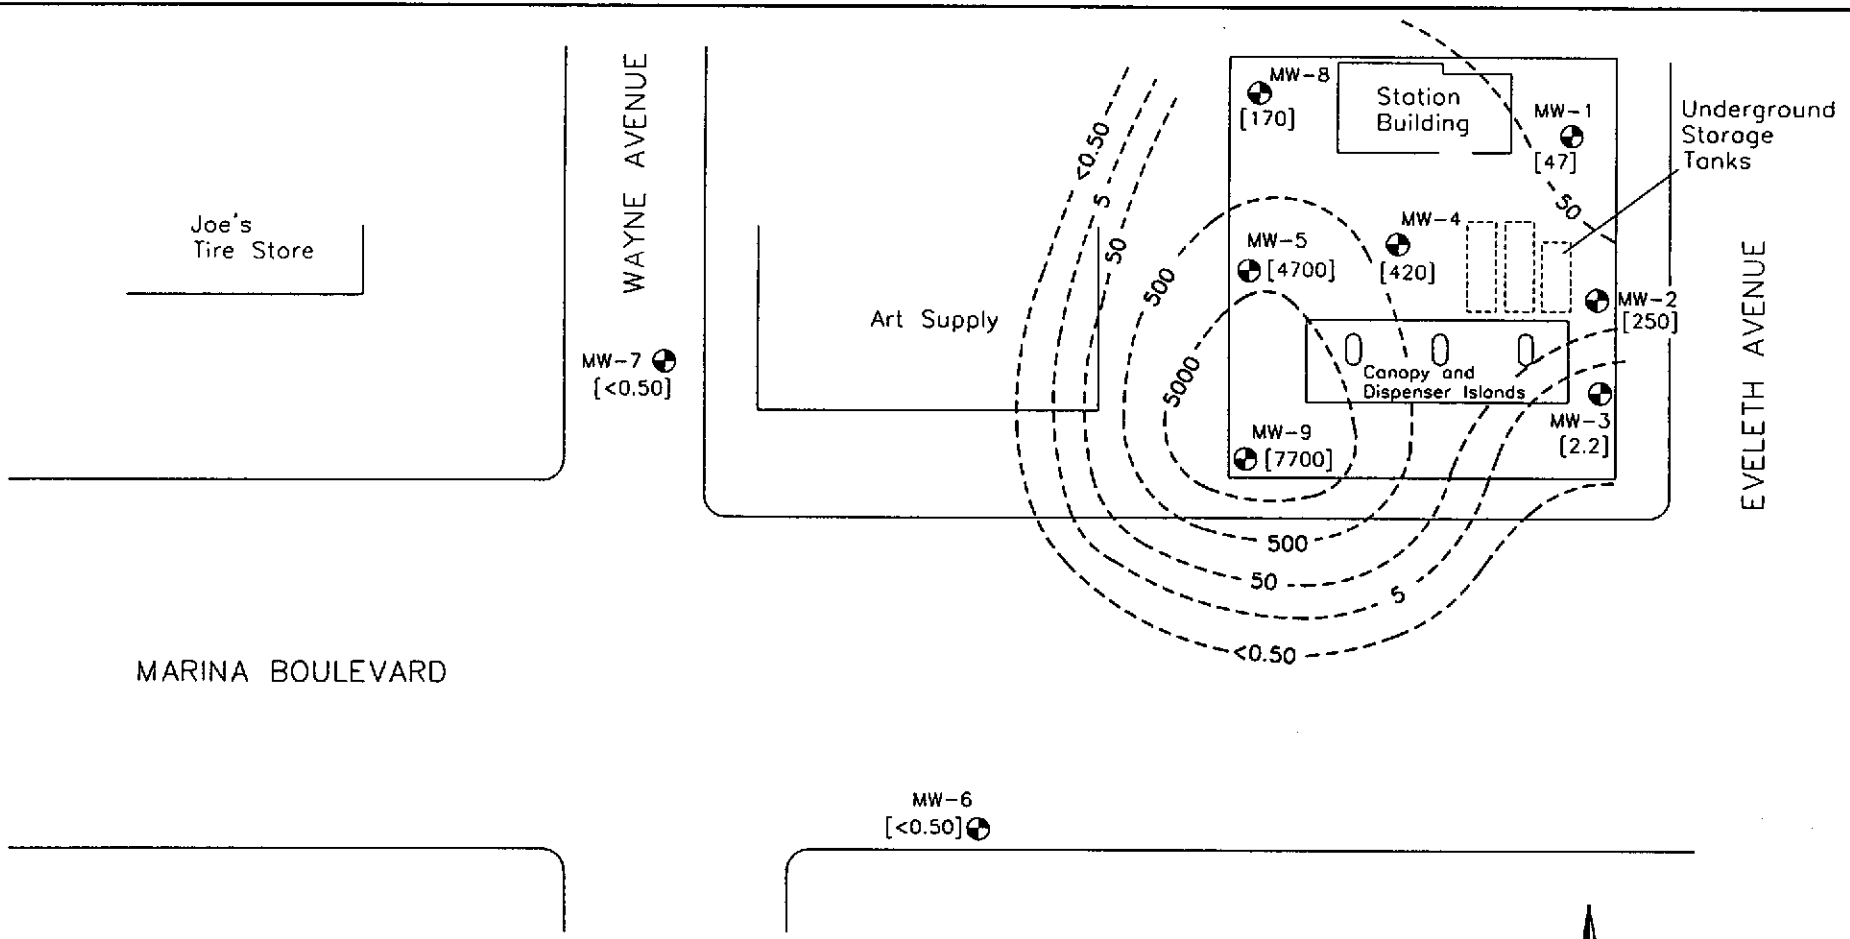 WAYNE AVENUE
MW-8
[170]
Station
Building
MW-1
[47]
Underground
Storage
Tanks
<0.50
5
50
50
Joe's
Tire Store
MW-4
[420]
MW-5
[4700]
500
MW-2
[250]
EVELETH AVENUE
Art Supply
MW-7
[<0.50]
5000
Canopy and
Dispenser Islands
MW-3
[2.2]
MW-9
[7700]
500
50
5
<0.50
MARINA BOULEVARD
MW-6
[<0.50]